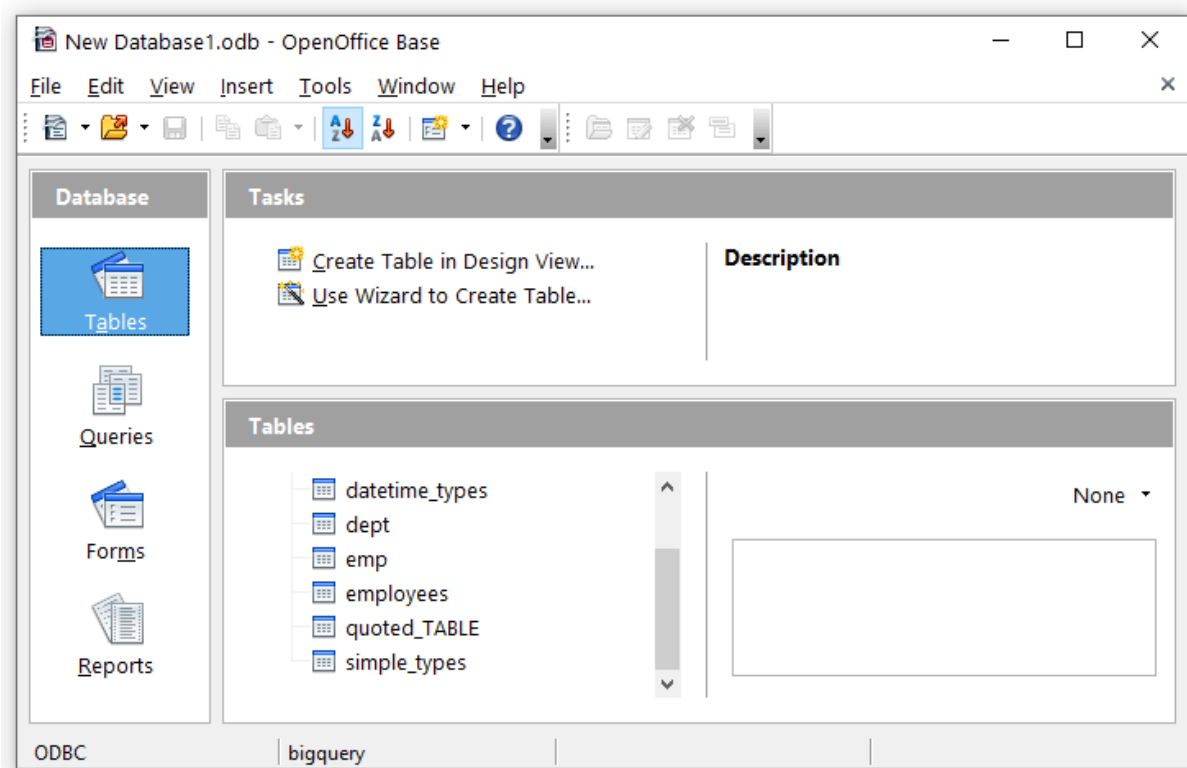 New Database1.odb - OpenOffice Base
File Edit View Insert Tools Window Help
Database
Tables
Queries
Forms
Reports
Tasks
Create Table in Design View...
Use Wizard to Create Table...
Description
Tables
datetime_types
dept
emp
employees
quoted_TABLE
simple_types
None
ODBC
bigquery